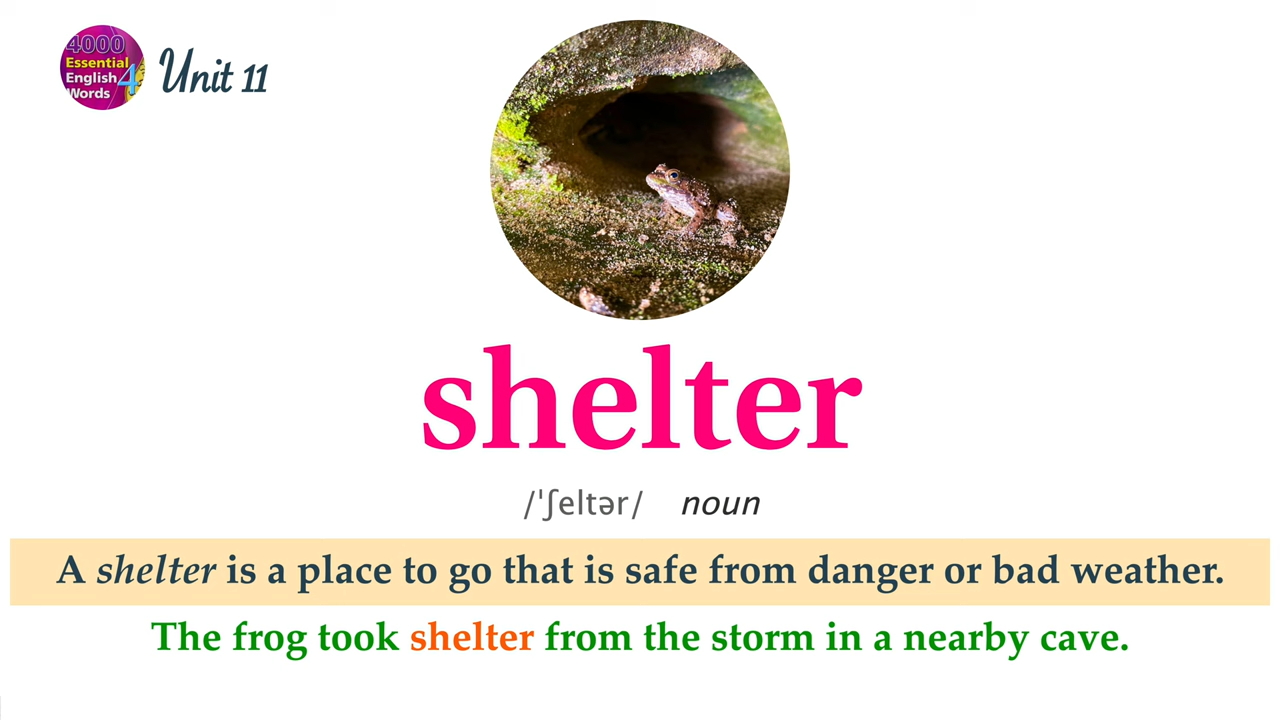 4000
Essential
English
Words
4
Unit 11
shelter
/ˈʃeltər/ noun
A shelter is a place to go that is safe from danger or bad weather.
The frog took shelter from the storm in a nearby cave.